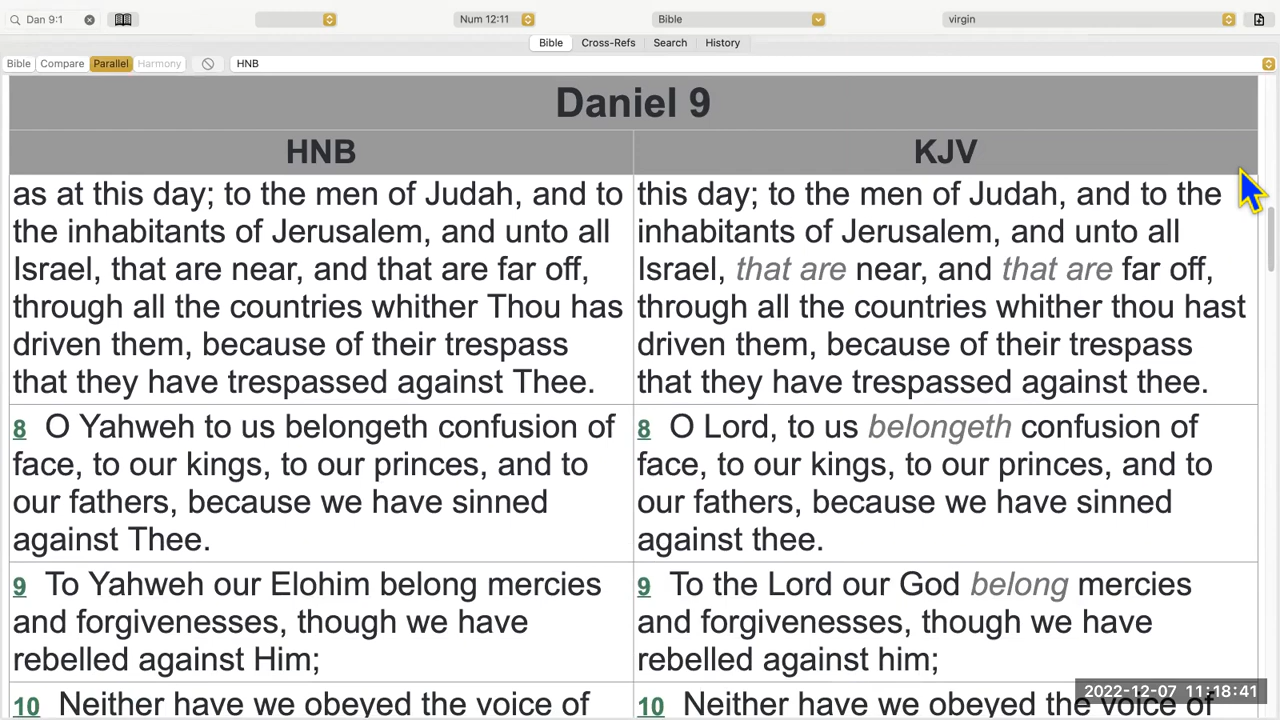 Dan 9:1
Num 12:11
Bible
virgin
Bible
Cross-Refs
Search
History
Bible
Compare
Parallel
Harmony
HNB
Daniel 9
HNB
as at this day; to the men of Judah, and to
the inhabitants of Jerusalem, and unto all
Israel, that are near, and that are far off,
through all the countries whither Thou has
driven them, because of their trespass
that they have trespassed against Thee.
8 O Yahweh to us belongeth confusion of
face, to our kings, to our princes, and to
our fathers, because we have sinned
against Thee.
9 To Yahweh our Elohim belong mercies
and forgivenesses, though we have
rebelled against Him;
10 Neither have we obeyed the voice of
KJV
this day; to the men of Judah, and to the
inhabitants of Jerusalem, and unto all
Israel, that are near, and that are far off,
through all the countries whither thou hast
driven them, because of their trespass
that they have trespassed against thee.
8 O Lord, to us belongeth confusion of
face, to our kings, to our princes, and to
our fathers, because we have sinned
against thee.
9 To the Lord our God belong mercies
and forgivenesses, though we have
rebelled against him;
10 Neither have we obeyed the voice of
2022-12-07 11:18:41